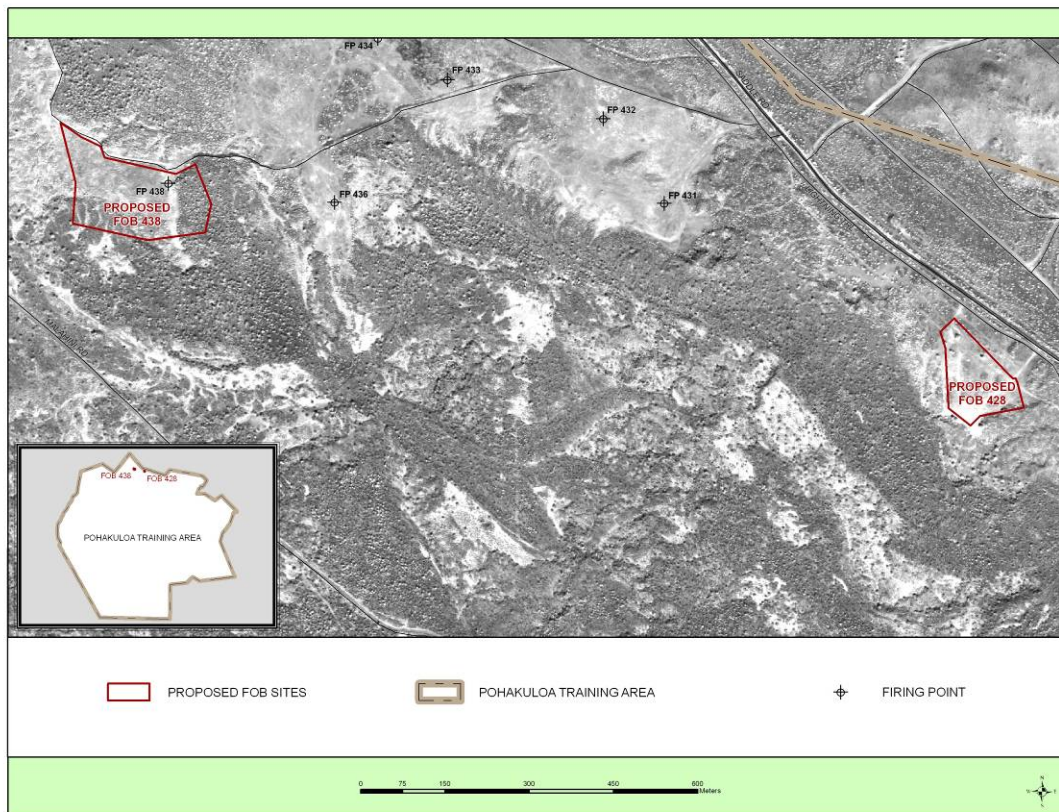 FP 434
FP 433
FP 432
FP 438
PROPOSED
FOB 438
FP 436
FP 431
PROPOSED
FOB 428
FOB 438
FOB 428
POHAKULOA TRAINING AREA
PROPOSED FOB SITES
POHAKULOA TRAINING AREA
FIRING POINT
0 75 150 300 450 600
Meters